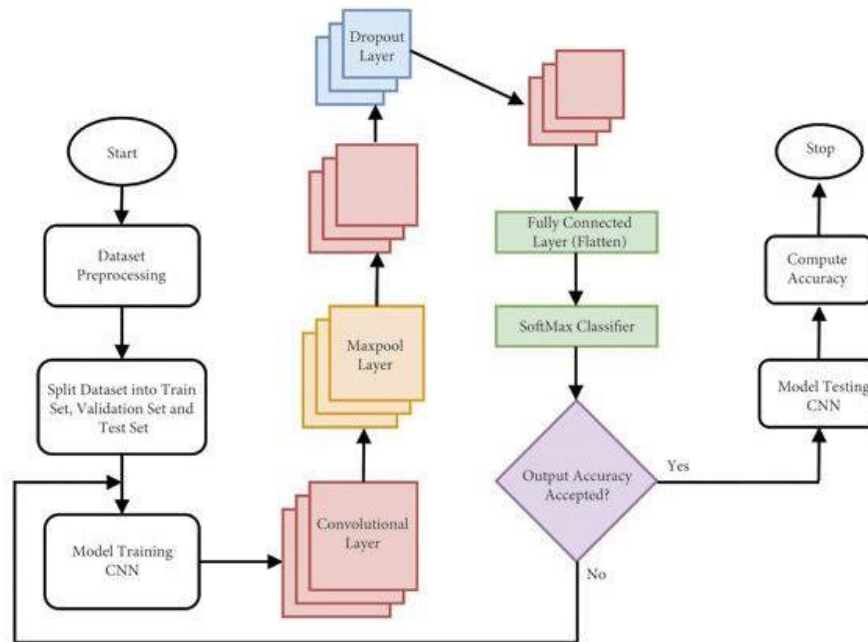 Start
Dataset
Preprocessing
Split Dataset into Train
Set, Validation Set and
Test Set
Model Training
CNN
Convolutional
Layer
Maxpool
Layer
Dropout
Layer
Fully Connected
Layer (Flatten)
SoftMax Classifier
Output Accuracy
Accepted?
Yes
No
Model Testing
CNN
Compute
Accuracy
Stop